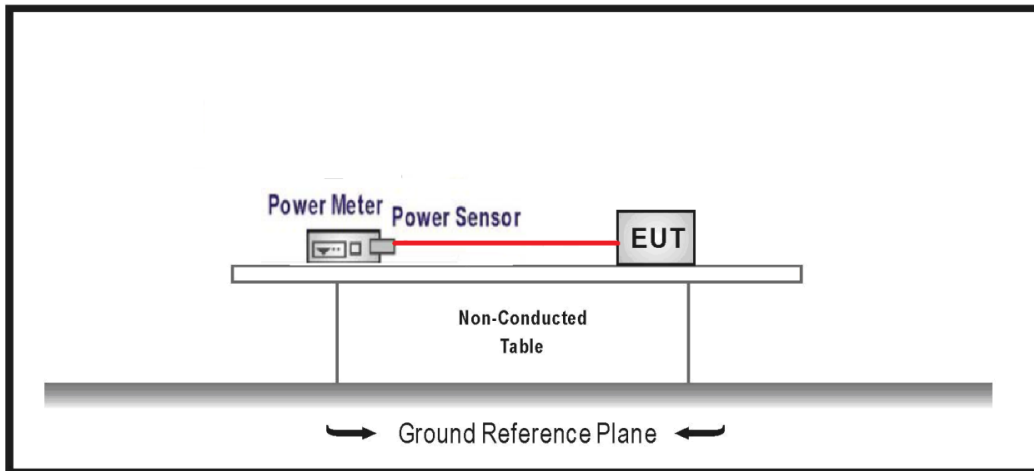 Power Meter
Power Sensor
EUT
Non-Conducted
Table
Ground Reference Plane